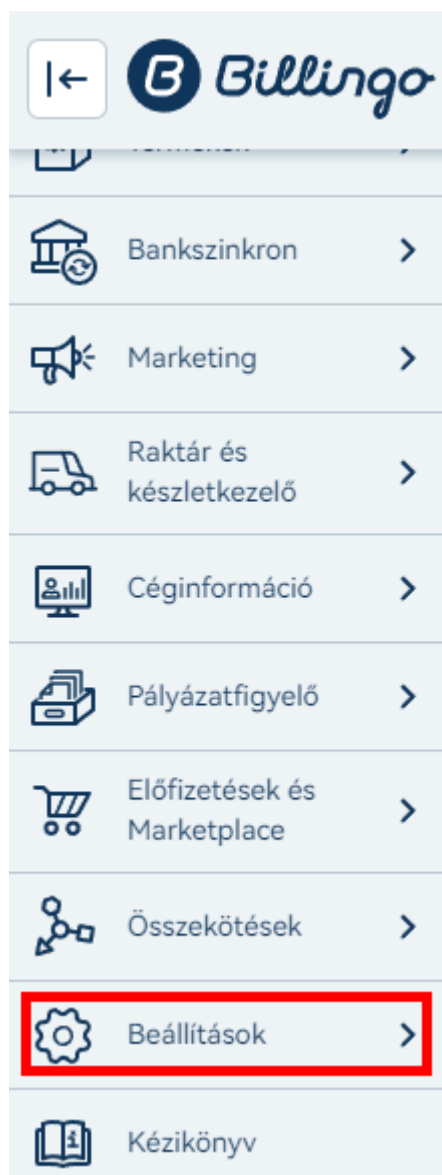 Billingo
Bankszinkron
Marketing
Raktár és
készletkezelő
Céginformáció
Pályázatfigyelő
Előfizetések és
Marketplace
Összekötések
Beállítások
Kézikönyv